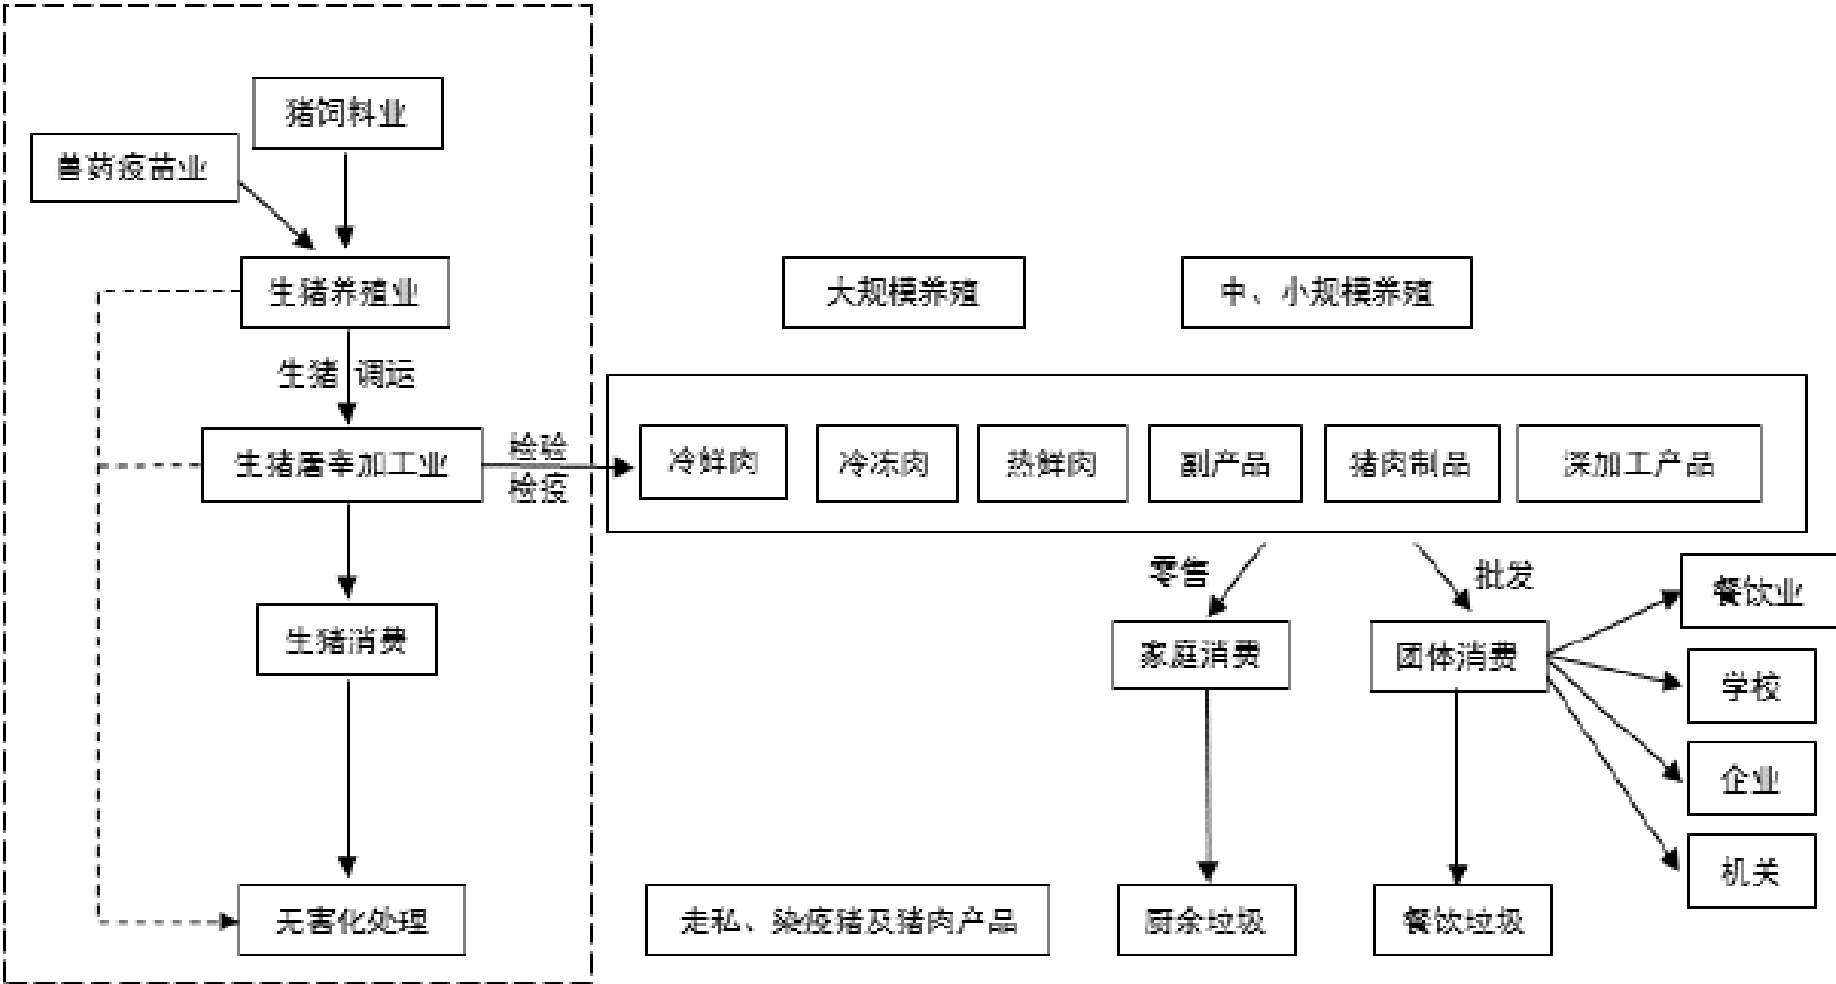 猪饲料业
兽药疫苗业
生猪养殖业
大规模养殖
中、小规模养殖
生猪 调运
生猪屠宰加工业
检验
检疫
冷鲜肉
冷冻肉
热鲜肉
副产品
猪肉制品
深加工产品
零售
批发
餐饮业
生猪消费
家庭消费
团体消费
学校
企业
机关
无害化处理
走私、染疫猪及猪肉产品
厨余垃圾
餐饮垃圾